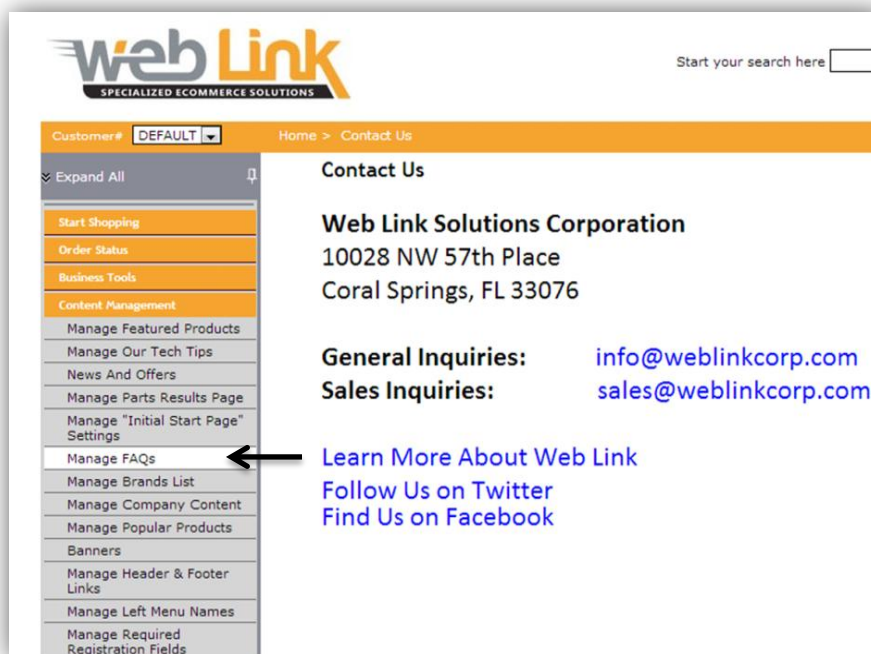 web Link
SPECIALIZED ECOMMERCE SOLUTIONS
Start your search here
Customer# DEFAULT
Home > Contact Us
Expand All
Start Shopping
Order Status
Business Tools
Content Management
Manage Featured Products
Manage Our Tech Tips
News And Offers
Manage Parts Results Page
Manage "Initial Start Page"
Settings
Manage FAQs
Manage Brands List
Manage Company Content
Manage Popular Products
Banners
Manage Header & Footer
Links
Manage Left Menu Names
Manage Required
Registration Fields
Contact Us
Web Link Solutions Corporation
10028 NW 57th Place
Coral Springs, FL 33076
General Inquiries: info@weblinkcorp.com
Sales Inquiries: sales@weblinkcorp.com
Learn More About Web Link
Follow Us on Twitter
Find Us on Facebook